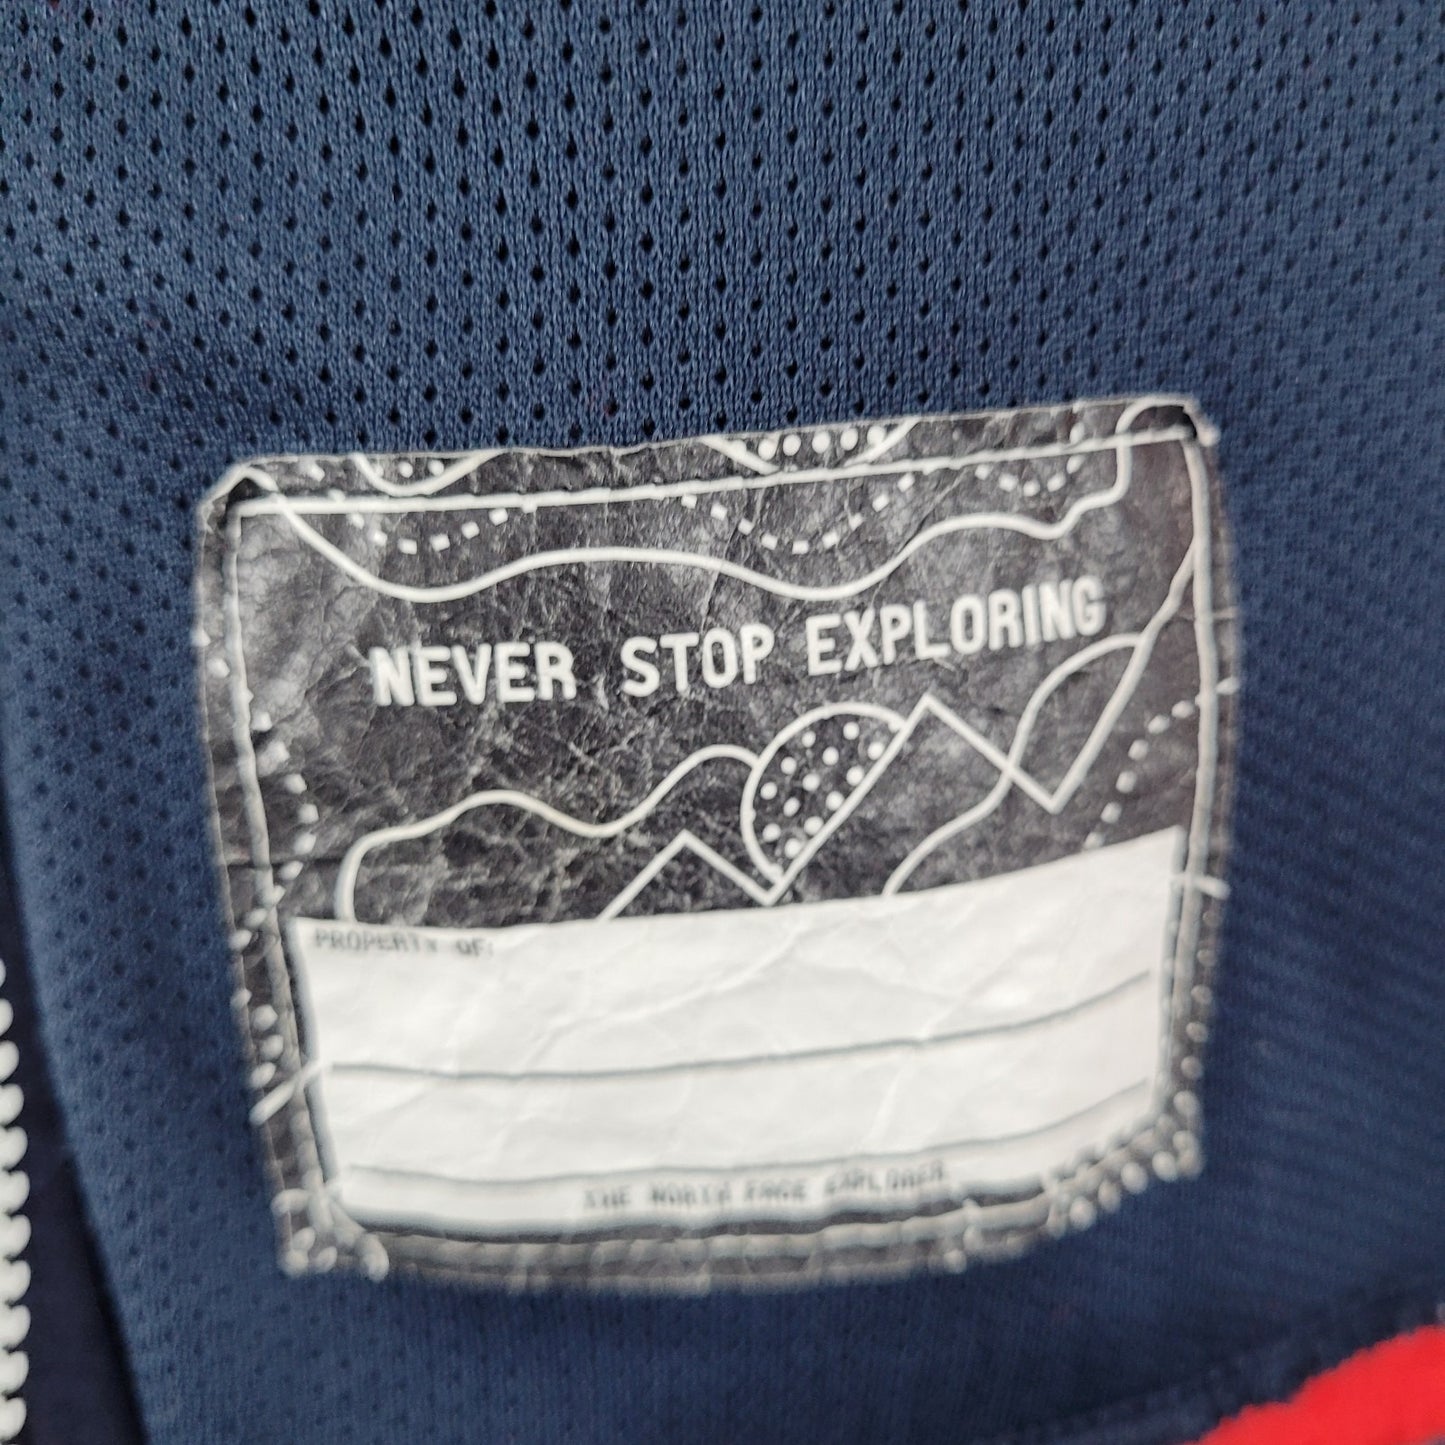 NEVER STOP EXPLORING
PROPERTY OF:
THE NORTH FACE EXPLORER